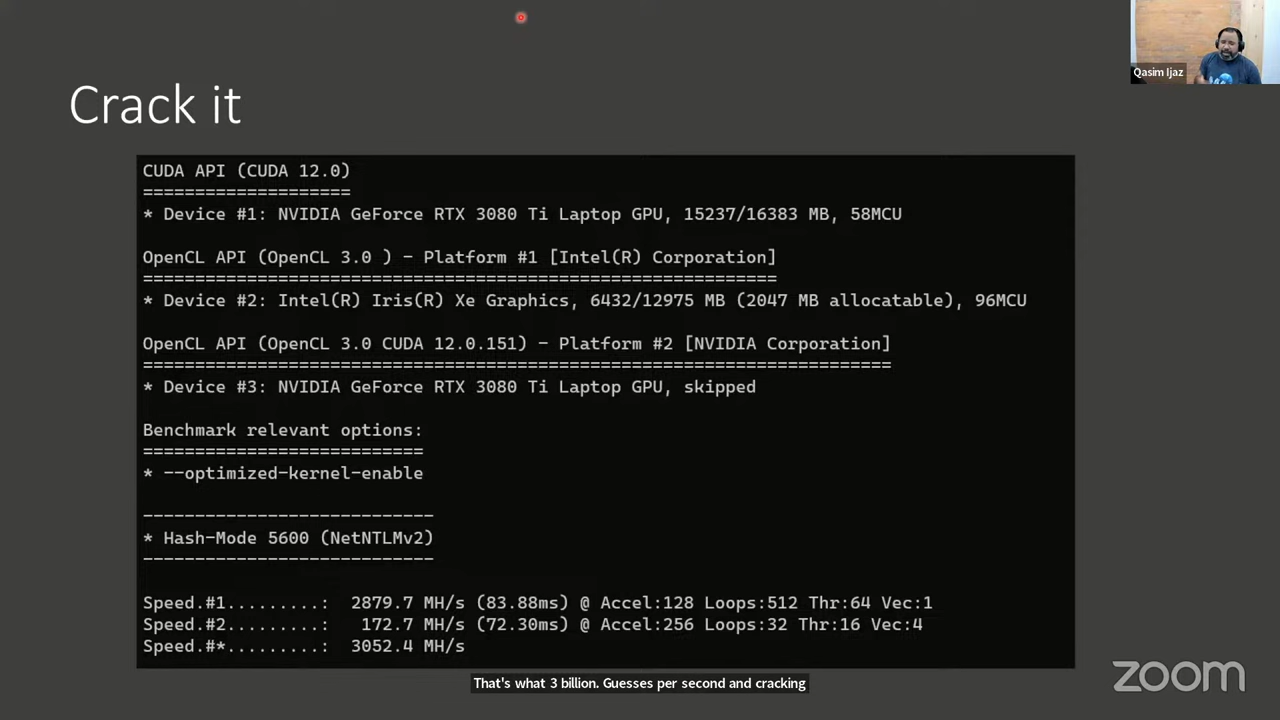 Qasim Ijaz
Crack it
CUDA API (CUDA 12.0)
====================
* Device #1: NVIDIA GeForce RTX 3080 Ti Laptop GPU, 15237/16383 MB, 58MCU
OpenCL API (OpenCL 3.0 ) - Platform #1 [Intel(R) Corporation]
=============================================================
* Device #2: Intel(R) Iris(R) Xe Graphics, 6432/12975 MB (2047 MB allocatable), 96MCU
OpenCL API (OpenCL 3.0 CUDA 12.0.151) - Platform #2 [NVIDIA Corporation]
========================================================================
* Device #3: NVIDIA GeForce RTX 3080 Ti Laptop GPU, skipped
Benchmark relevant options:
===========================
* --optimized-kernel-enable
----------------------------
* Hash-Mode 5600 (NetNTLMv2)
----------------------------
Speed.#1.........:  2879.7 MH/s (83.88ms) @ Accel:128 Loops:512 Thr:64 Vec:1
Speed.#2.........:   172.7 MH/s (72.30ms) @ Accel:256 Loops:32 Thr:16 Vec:4
Speed.#*.........:  3052.4 MH/s
That's what 3 billion. Guesses per second and cracking
zoom